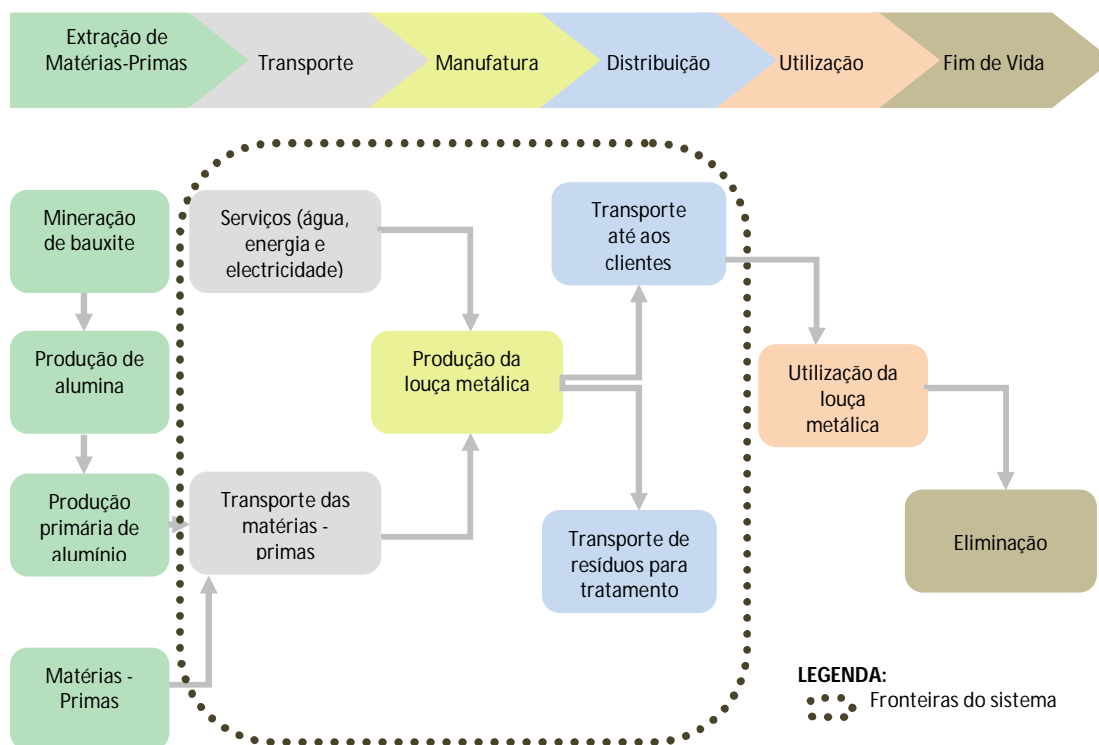 Extração de
Matérias-Primas
Transporte
Manufatura
Distribuição
Utilização
Fim de Vida
Mineração
de bauxite
Serviços (água,
energia e
electricidade)
Transporte
até aos
clientes
Produção de
alumina
Produção da
louça metálica
Utilização da
louça
metálica
Produção
primária de
alumínio
Transporte das
matérias -
primas
Transporte de
resíduos para
tratamento
Eliminação
Matérias -
Primas
LEGENDA:
Fronteiras do sistema